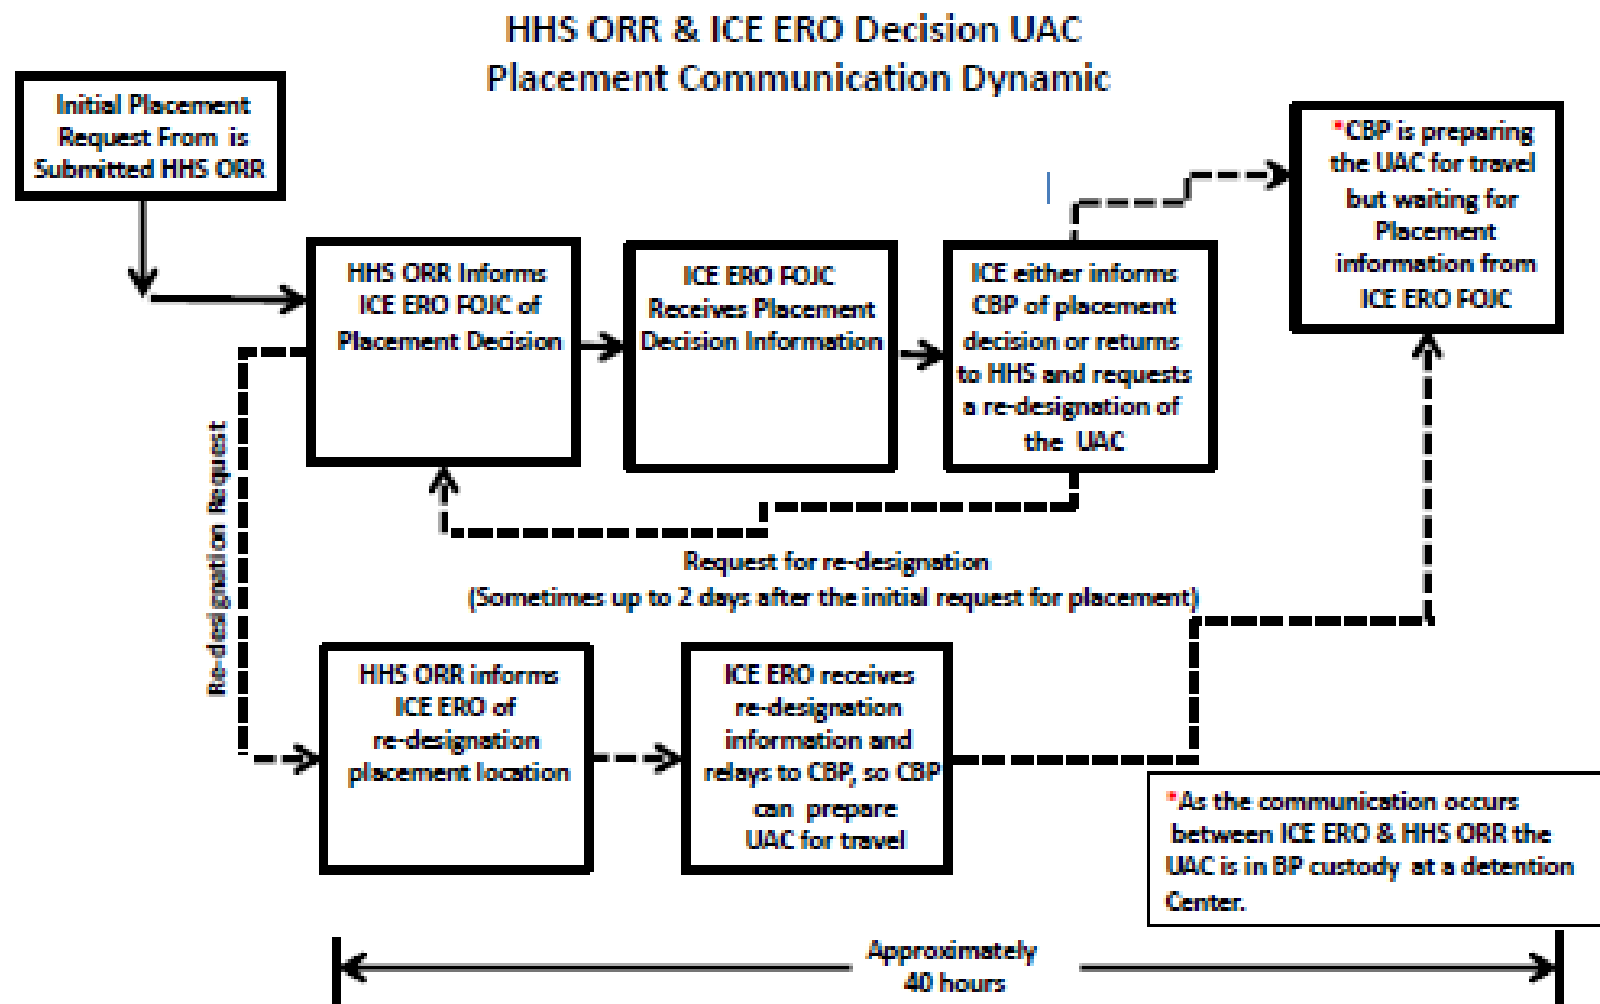 HHS ORR & ICE ERO Decision UAC
Placement Communication Dynamic
Initial Placement
Request From is
Submitted HHS ORR
HHS ORR Informs
ICE ERO FOJC of
Placement Decision
ICE ERO FOJC
Receives Placement
Decision Information
ICE either informs
CBP of placement
decision or returns
to HHS and requests
a re-designation of
the UAC
*CBP is preparing
the UAC for travel
but waiting for
Placement
information from
ICE ERO FOJC
Re-designation Request
Request for re-designation
(Sometimes up to 2 days after the initial request for placement)
HHS ORR informs
ICE ERO of
re-designation
placement location
ICE ERO receives
re-designation
information and
relays to CBP, so CBP
can prepare
UAC for travel
*As the communication occurs
between ICE ERO & HHS ORR the
UAC is in BP custody at a detention
Center.
Approximately
40 hours